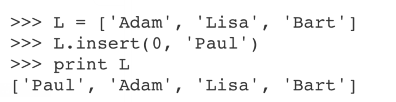 >>> L = ['Adam', 'Lisa', 'Bart']
>>> L.insert(0, 'Paul')
>>> print L
['Paul', 'Adam', 'Lisa', 'Bart']